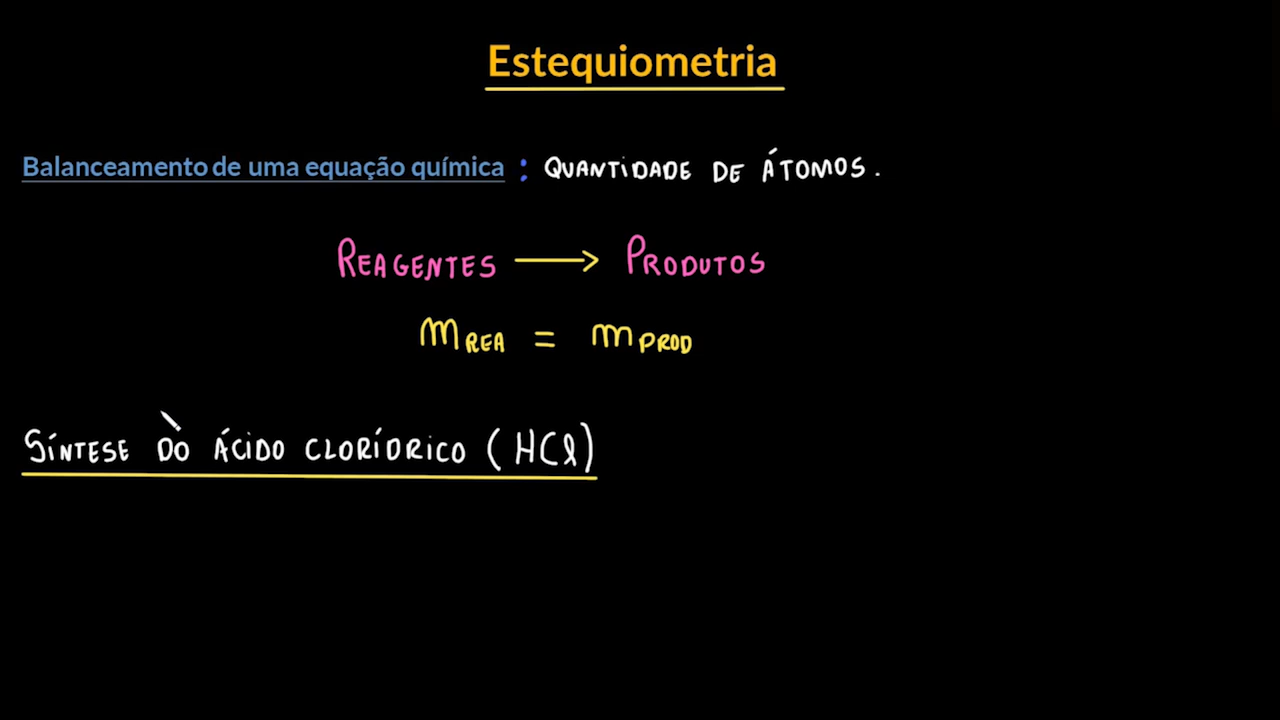 Estequiometria
Balanceamento de uma equação química : QUANTIDADE DE ÁTOMOS.
REAGENTES → PRODUTOS
mREA = mPROD
SÍNTESE DO ÁCIDO CLORÍDRICO (HCl)